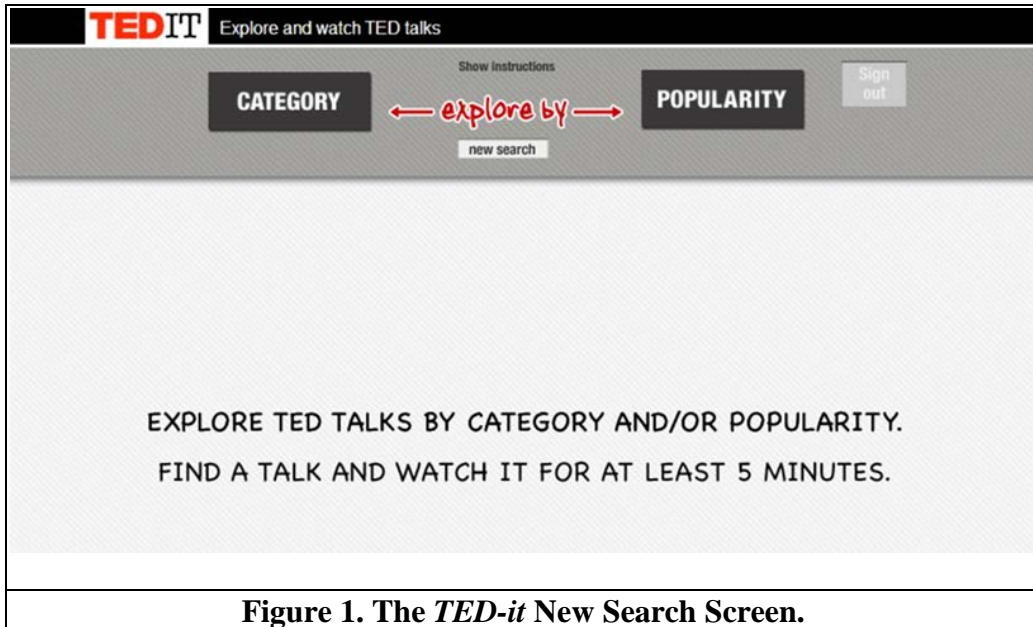 TEDIT Explore and watch TED talks
Show instructions
CATEGORY
explore by
POPULARITY
Sign
out
new search
EXPLORE TED TALKS BY CATEGORY AND/OR POPULARITY.
FIND A TALK AND WATCH IT FOR AT LEAST 5 MINUTES.
Figure 1. The TED-it New Search Screen.